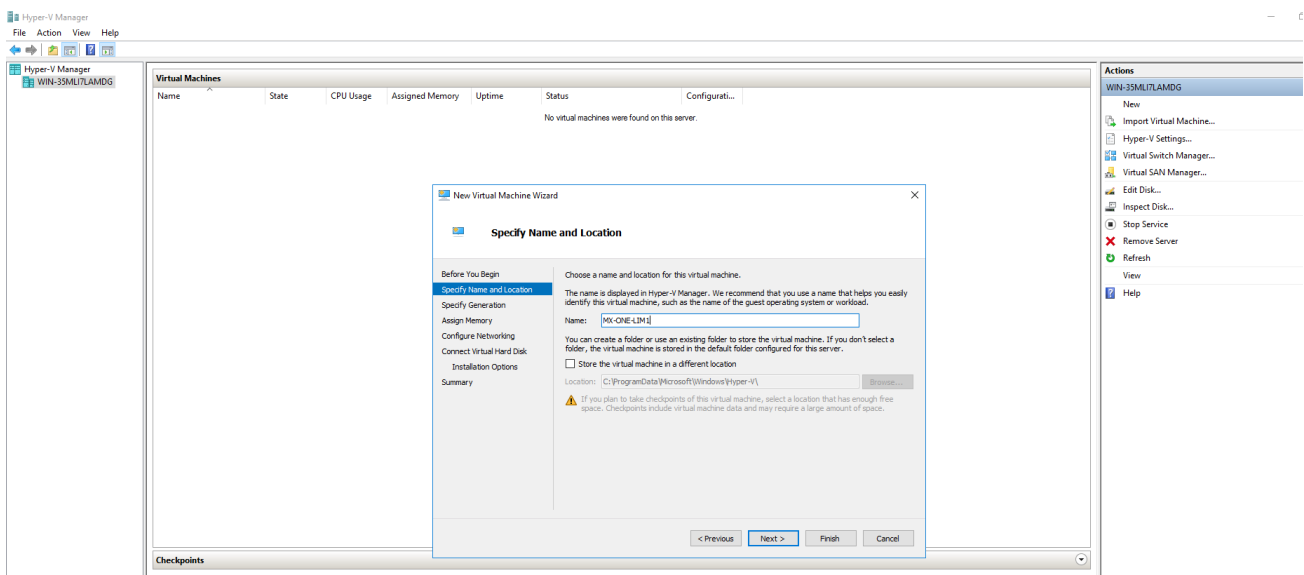 Hyper-V Manager
File Action View Help
Hyper-V Manager
WIN-35MLI7LAMDG
Virtual Machines
Name State CPU Usage Assigned Memory Uptime Status Configurati...
No virtual machines were found on this server.
New Virtual Machine Wizard
Specify Name and Location
Before You Begin
Specify Name and Location
Specify Generation
Assign Memory
Configure Networking
Connect Virtual Hard Disk
Installation Options
Summary
Choose a name and location for this virtual machine.
The name is displayed in Hyper-V Manager. We recommend that you use a name that helps you easily
identify this virtual machine, such as the name of the guest operating system or workload.
Name: MX-ONE-LIM1
You can create a folder or use an existing folder to store the virtual machine. If you don't select a
folder, the virtual machine is stored in the default folder configured for this server.
Store the virtual machine in a different location
Location: C:\ProgramData\Microsoft\Windows\Hyper-V\ Browse...
If you plan to take checkpoints of this virtual machine, select a location that has enough free
space. Checkpoints include virtual machine data and may require a large amount of space.
< Previous Next > Finish Cancel
Checkpoints
Actions
WIN-35MLI7LAMDG
New
Import Virtual Machine...
Hyper-V Settings...
Virtual Switch Manager...
Virtual SAN Manager...
Edit Disk...
Inspect Disk...
Stop Service
Remove Server
Refresh
View
Help